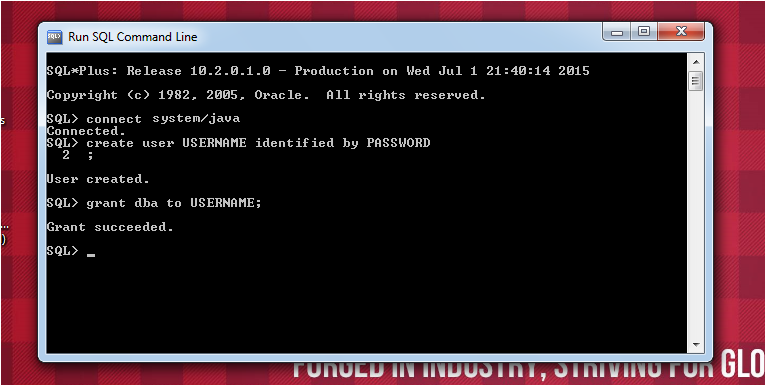 Run SQL Command Line
SQL*Plus: Release 10.2.0.1.0 - Production on Wed Jul 1 21:40:14 2015
Copyright (c) 1982, 2005, Oracle.  All rights reserved.
SQL> connect system/java
Connected.
SQL> create user USERNAME identified by PASSWORD
  2  ;
User created.
SQL> grant dba to USERNAME;
Grant succeeded.
SQL> _
s
...
)
FORGED IN INDUSTRY, STRIVING FOR GLO